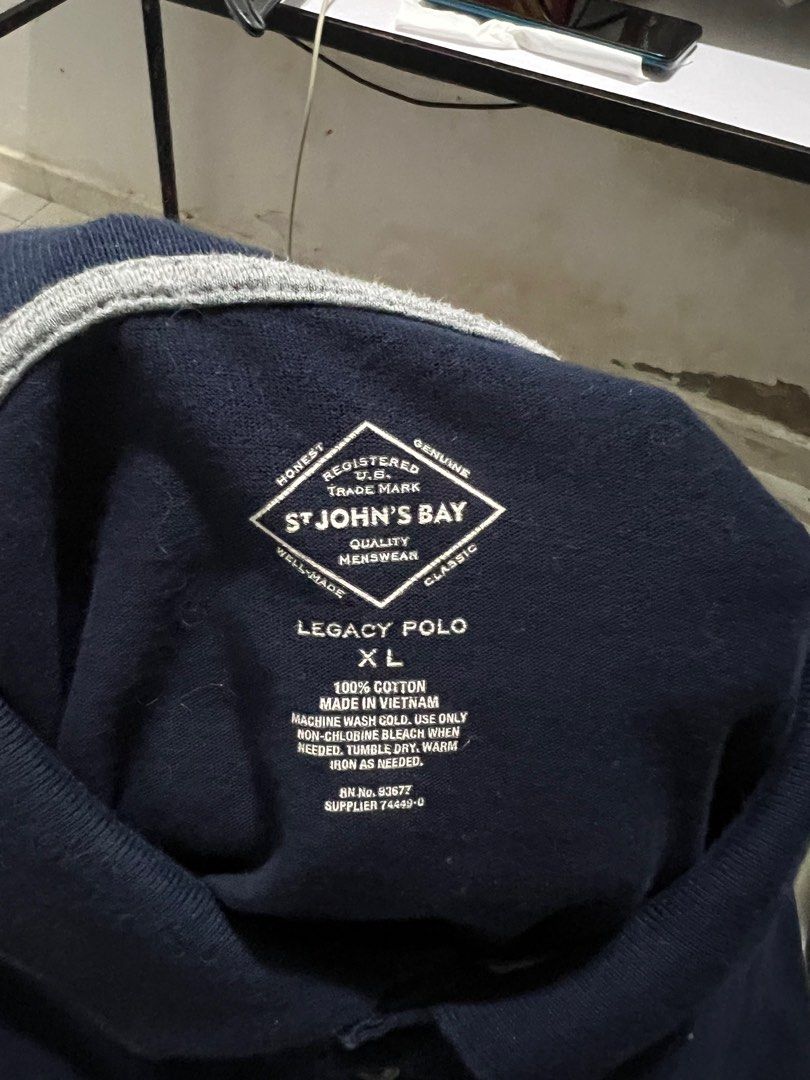 HONEST
GENUINE
REGISTERED
U.S.
TRADE MARK
ST JOHN'S BAY
QUALITY
MENSWEAR
WELL-MADE
CLASSIC
LEGACY POLO
XL
100% COTTON
MADE IN VIETNAM
MACHINE WASH COLD. USE ONLY
NON-CHLORINE BLEACH WHEN
NEEDED. TUMBLE DRY. WARM
IRON AS NEEDED.
RN No. 93677
SUPPLIER 74449-0